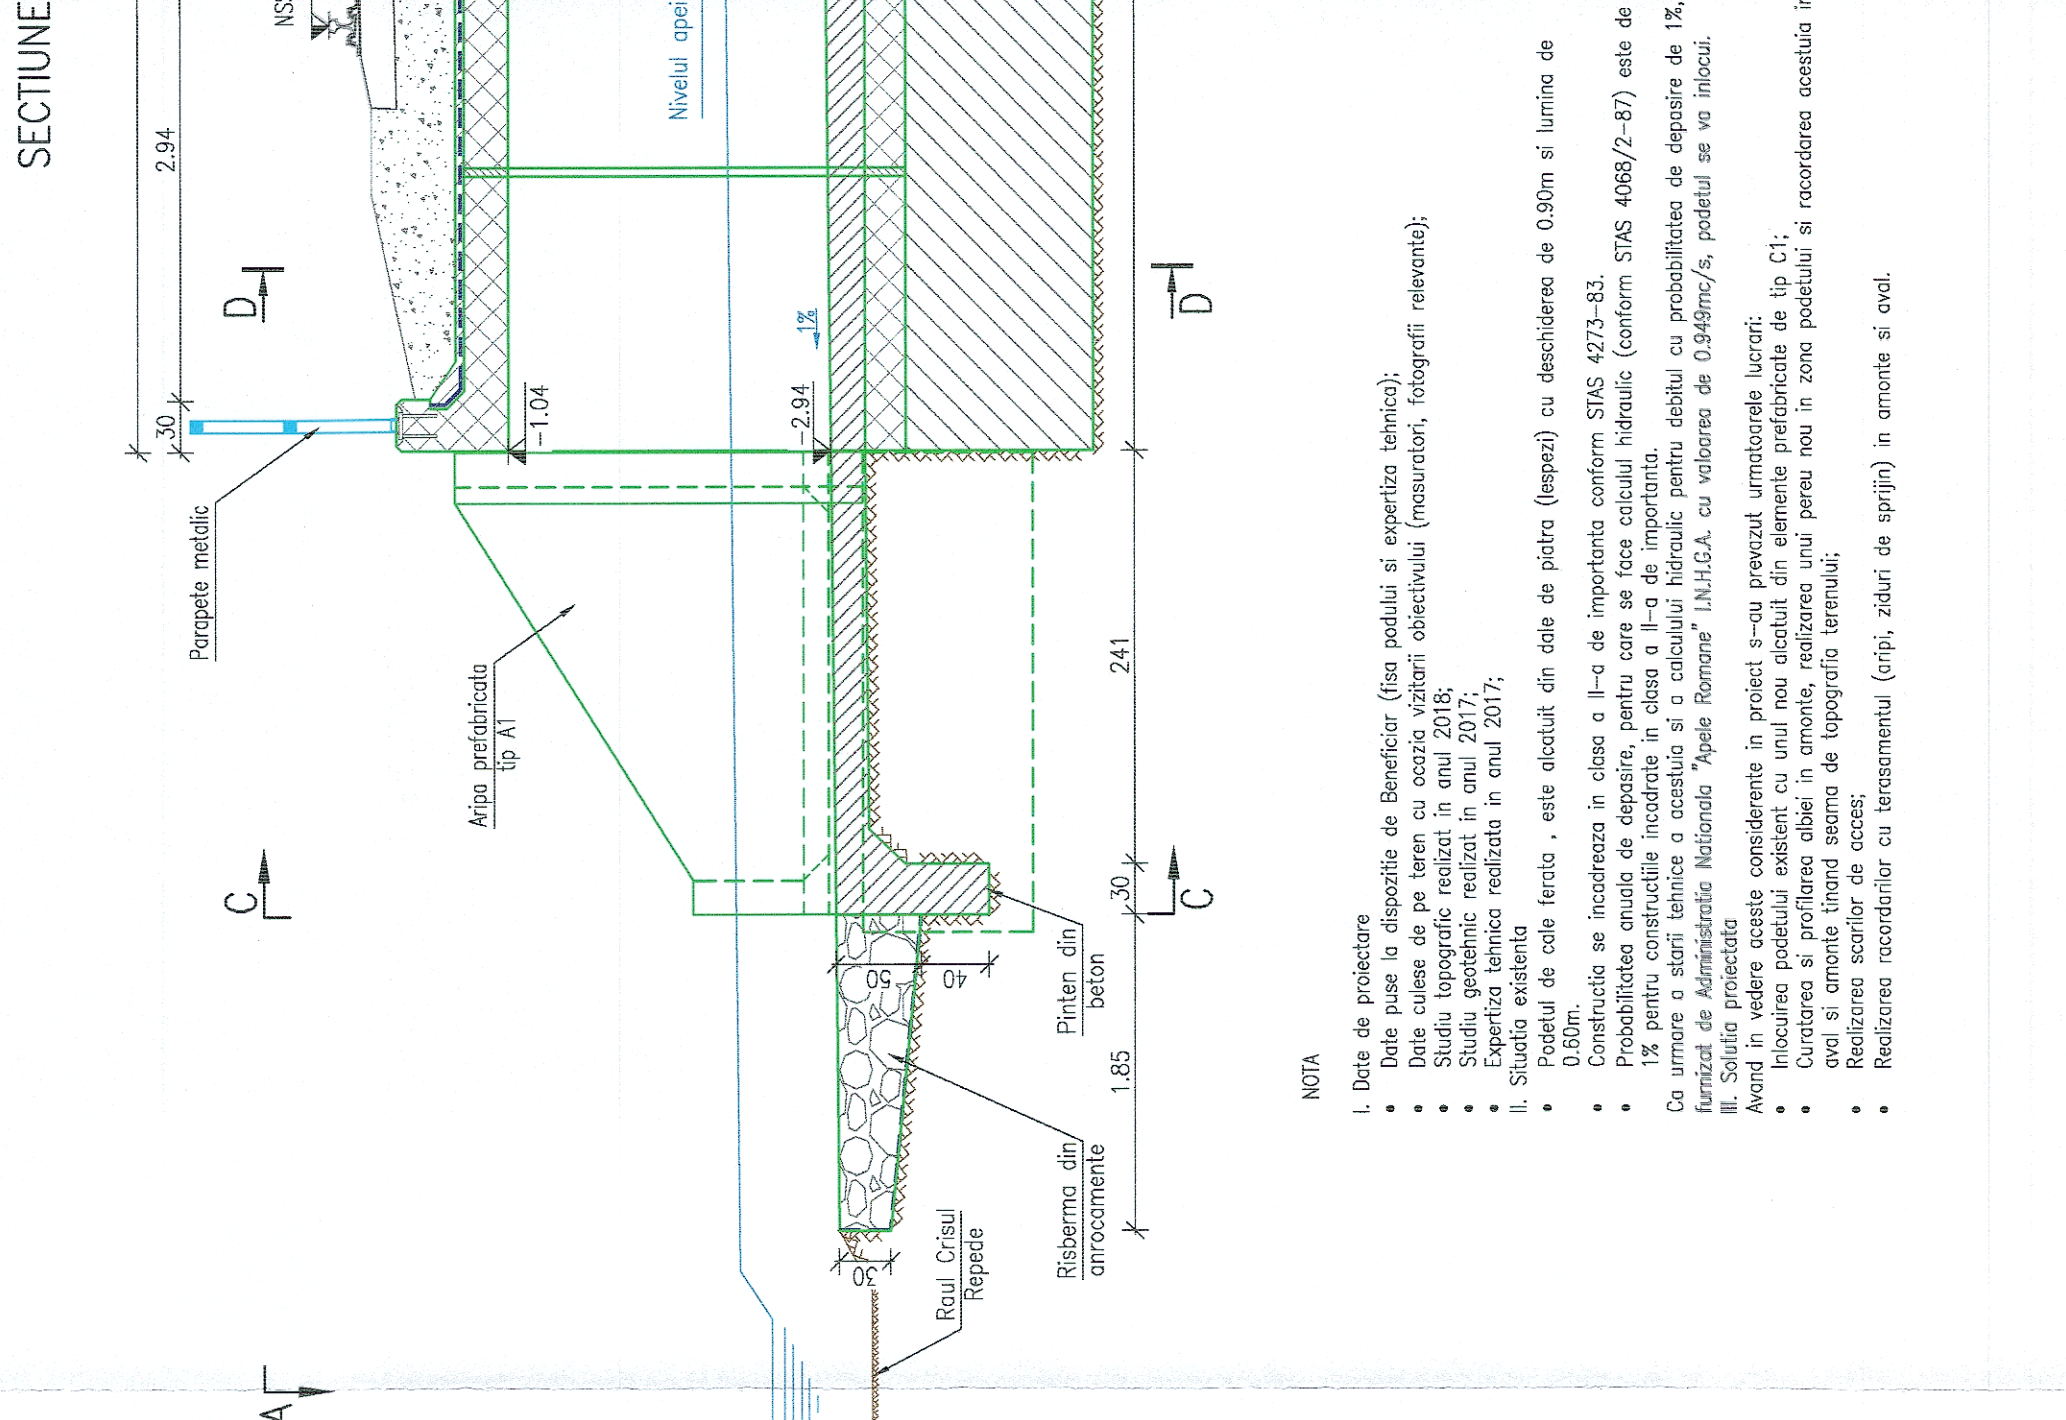 SECTIUNE
2.94
30
NS
Nivelul apei
D
D
Parapete metalic
-1.04
-2.94
1%
Aripa prefabricata
tip A1
C
C
241
30
1.85
50
40
30
Pinten din
beton
Risberma din
anrocamente
Raul Crisul
Repede
A
NOTA
I. Date de proiectare
• Date puse la dispozitie de Beneficiar (fisa podului si expertiza tehnica);
• Date culese de pe teren cu ocazia vizitarii obiectivului (masuratori, fotografii relevante);
• Studiu topografic realizat in anul 2018;
• Studiu geotehnic realizat in anul 2017;
• Expertiza tehnica realizata in anul 2017;
II. Situatia existenta
• Podetul de cale ferata , este alcatuit din dale de piatra (lespezi) cu deschiderea de 0.90m si lumina de
0.60m.
• Constructia se incadreaza in clasa a II-a de importanta conform STAS 4273-83.
• Probabilitatea anuala de depasire, pentru care se face calculul hidraulic (conform STAS 4068/2-87) este de
1% pentru constructiile incadrate in clasa a II-a de importanta.
Ca urmare a starii tehnice a acestuia si a calculului hidraulic pentru debitul cu probabilitatea de depasire de 1%,
furnizat de Administratia Nationala "Apele Romane" I.N.H.G.A. cu valoarea de 0.949mc/s, podetul se va inlocui.
III. Solutia proiectata
Avand in vedere aceste considerente in proiect s-au prevazut urmatoarele lucrari:
• Inlocuirea podetului existent cu unul nou alcatuit din elemente prefabricate de tip C1;
• Curatarea si profilarea albiei in amonte, realizarea unui pereu nou in zona podetului si racordarea acestuia in
aval si amonte tinand seama de topografia terenului;
• Realizarea scarilor de acces;
• Realizarea racordarilor cu terasamentul (aripi, ziduri de sprijin) in amonte si aval.